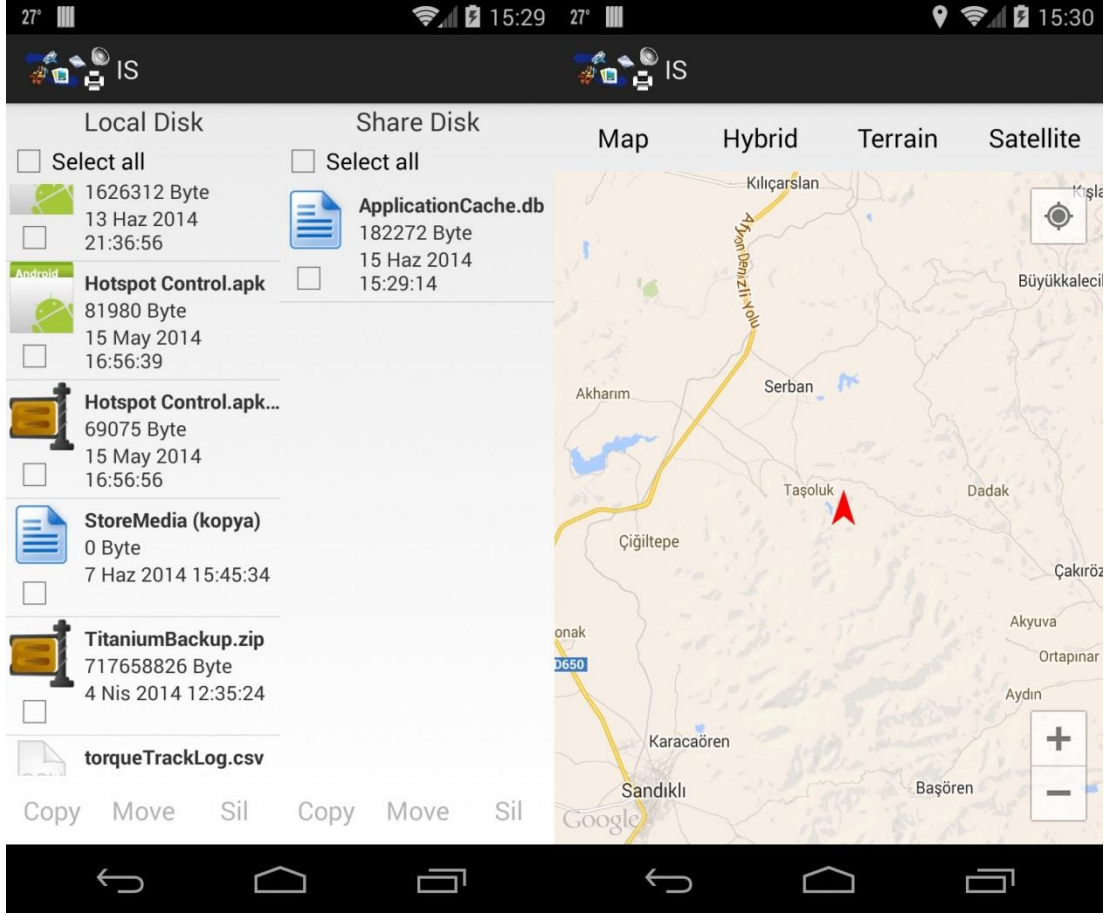 27°
15:29
IS
Local Disk
Select all
1626312 Byte
13 Haz 2014
21:36:56
Android
Hotspot Control.apk
81980 Byte
15 May 2014
16:56:39
Hotspot Control.apk...
69075 Byte
15 May 2014
16:56:56
StoreMedia (kopya)
0 Byte
7 Haz 2014 15:45:34
TitaniumBackup.zip
717658826 Byte
4 Nis 2014 12:35:24
torqueTrackLog.csv
Copy Move Sil
Share Disk
Select all
ApplicationCache.db
182272 Byte
15 Haz 2014
15:29:14
Copy Move Sil
27°
15:30
IS
Map Hybrid Terrain Satellite
Kılıçarslan
Kışla
Afyon Denizli Yolu
Büyükkaleci
Akharım
Serban
Taşoluk
Dadak
Çiğiltepe
Çakıröz
Akyuva
onak
D650
Ortapınar
Aydın
Karacaören
Sandıklı
Başören
Google